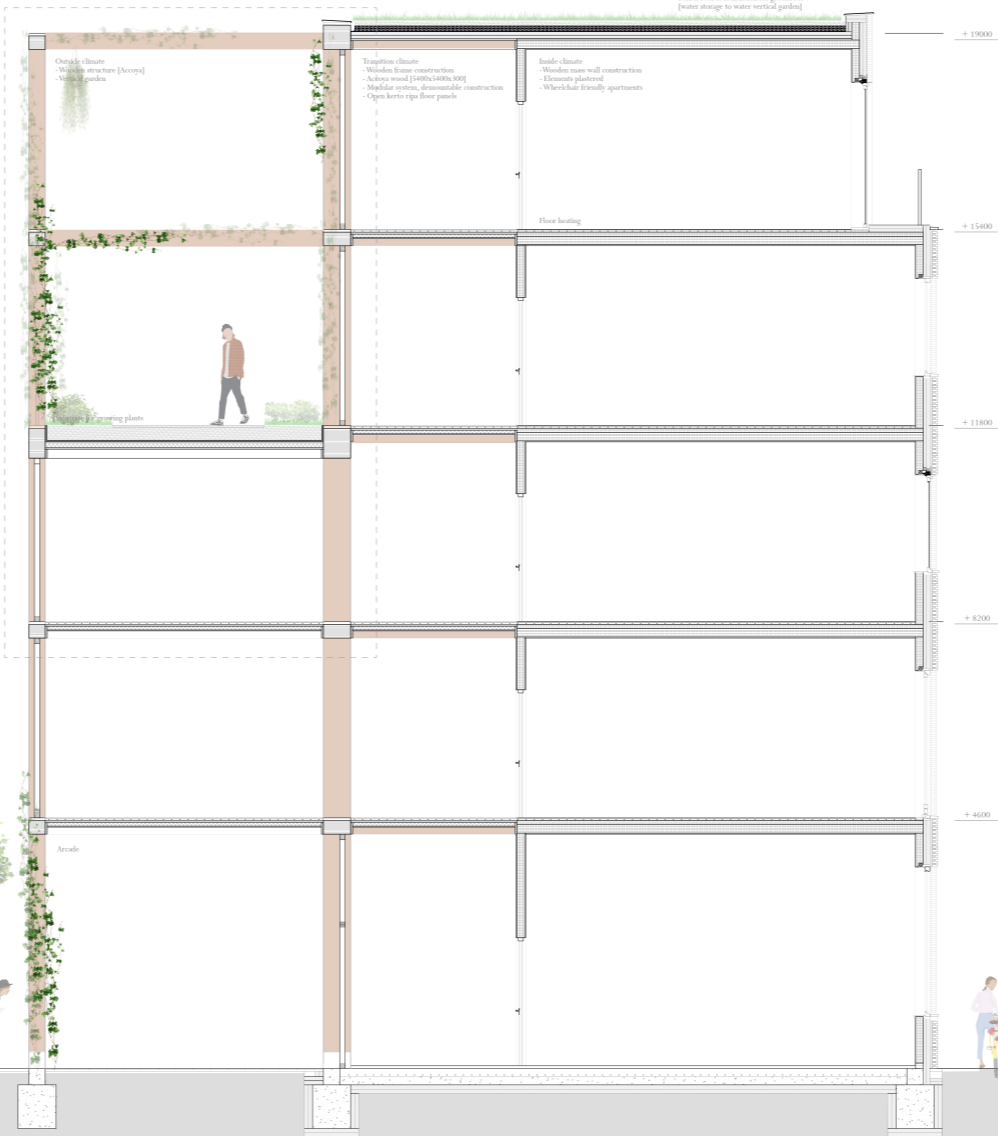 [water storage to water vertical garden]
+ 19000
Outside climate
- Wooden structure [Accoya]
- Vertical garden
Transition climate
- Wooden frame construction
- Accoya wood [5400x5400x300]
- Modular system, demountable construction
- Open kerto ripa floor panels
Inside climate
- Wooden mass wall construction
- Elements plastered
- Wheelchair friendly apartments
Floor heating
+ 15400
growing plants
+ 11800
+ 8200
+ 4600
Arcade